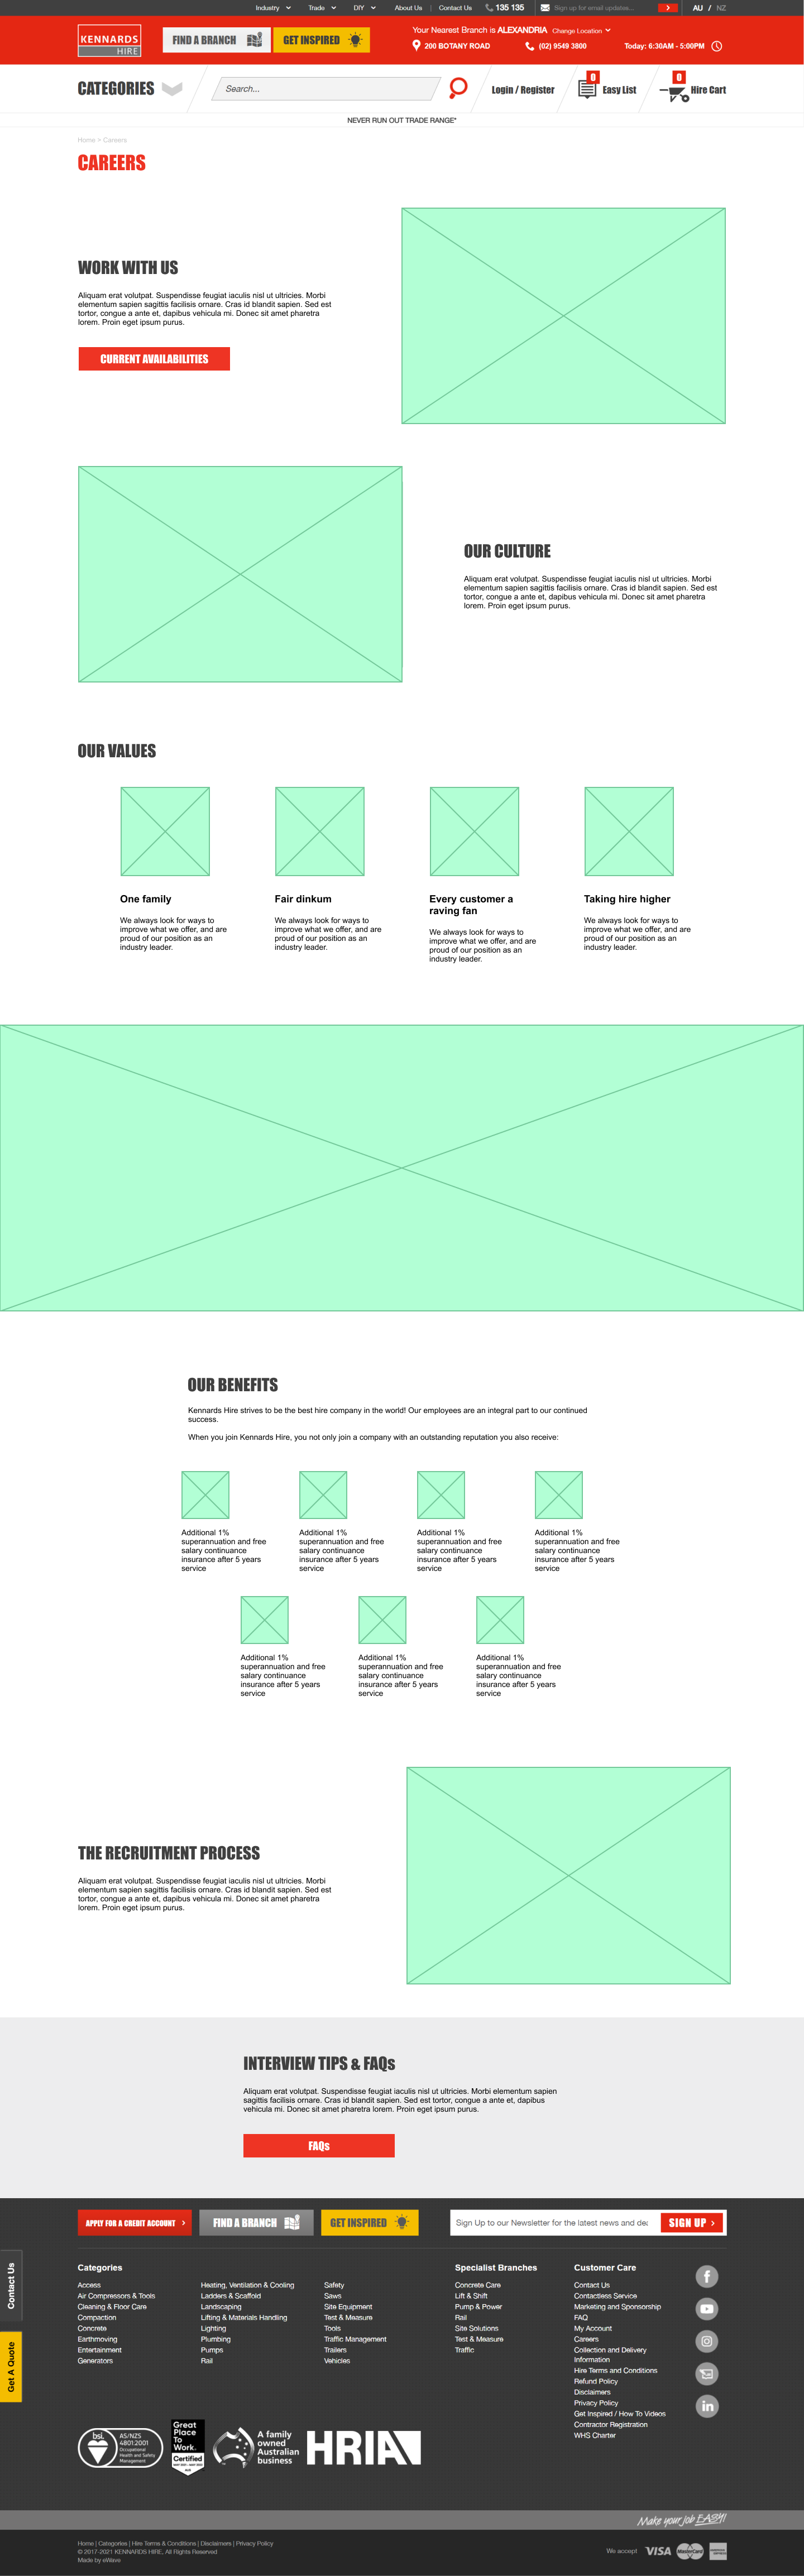 Industry Trade DIY About Us | Contact Us 135 135 Sign up for email updates... > AU / NZ
KENNARDS
HIRE
FIND A BRANCH GET INSPIRED
Your Nearest Branch is ALEXANDRIA Change Location
200 BOTANY ROAD (02) 9549 3800 Today: 6:30AM - 5:00PM
CATEGORIES
Search...
Login / Register
0 Easy List
0 Hire Cart
NEVER RUN OUT TRADE RANGE*
Home > Careers
CAREERS
WORK WITH US
Aliquam erat volutpat. Suspendisse feugiat iaculis nisl ut ultricies. Morbi
elementum sapien sagittis facilisis ornare. Cras id blandit sapien. Sed est
tortor, congue a ante et, dapibus vehicula mi. Donec sit amet pharetra
lorem. Proin eget ipsum purus.
CURRENT AVAILABILITIES
OUR CULTURE
Aliquam erat volutpat. Suspendisse feugiat iaculis nisl ut ultricies. Morbi
elementum sapien sagittis facilisis ornare. Cras id blandit sapien. Sed est
tortor, congue a ante et, dapibus vehicula mi. Donec sit amet pharetra
lorem. Proin eget ipsum purus.
OUR VALUES
One family
We always look for ways to
improve what we offer, and are
proud of our position as an
industry leader.
Fair dinkum
We always look for ways to
improve what we offer, and are
proud of our position as an
industry leader.
Every customer a
raving fan
We always look for ways to
improve what we offer, and are
proud of our position as an
industry leader.
Taking hire higher
We always look for ways to
improve what we offer, and are
proud of our position as an
industry leader.
OUR BENEFITS
Kennards Hire strives to be the best hire company in the world! Our employees are an integral part to our continued
success.
When you join Kennards Hire, you not only join a company with an outstanding reputation you also receive:
Additional 1%
superannuation and free
salary continuance
insurance after 5 years
service
Additional 1%
superannuation and free
salary continuance
insurance after 5 years
service
Additional 1%
superannuation and free
salary continuance
insurance after 5 years
service
Additional 1%
superannuation and free
salary continuance
insurance after 5 years
service
Additional 1%
superannuation and free
salary continuance
insurance after 5 years
service
Additional 1%
superannuation and free
salary continuance
insurance after 5 years
service
Additional 1%
superannuation and free
salary continuance
insurance after 5 years
service
THE RECRUITMENT PROCESS
Aliquam erat volutpat. Suspendisse feugiat iaculis nisl ut ultricies. Morbi
elementum sapien sagittis facilisis ornare. Cras id blandit sapien. Sed est
tortor, congue a ante et, dapibus vehicula mi. Donec sit amet pharetra
lorem. Proin eget ipsum purus.
INTERVIEW TIPS & FAQs
Aliquam erat volutpat. Suspendisse feugiat iaculis nisl ut ultricies. Morbi elementum sapien
sagittis facilisis ornare. Cras id blandit sapien. Sed est tortor, congue a ante et, dapibus
vehicula mi. Donec sit amet pharetra lorem. Proin eget ipsum purus.
FAQs
APPLY FOR A CREDIT ACCOUNT > FIND A BRANCH GET INSPIRED
Sign Up to our Newsletter for the latest news and dea SIGN UP >
Contact Us
Get A Quote
Categories
Access
Air Compressors & Tools
Cleaning & Floor Care
Compaction
Concrete
Earthmoving
Entertainment
Generators
Heating, Ventilation & Cooling
Ladders & Scaffold
Landscaping
Lifting & Materials Handling
Lighting
Plumbing
Pumps
Rail
Safety
Saws
Site Equipment
Test & Measure
Tools
Traffic Management
Trailers
Vehicles
Specialist Branches
Concrete Care
Lift & Shift
Pump & Power
Rail
Site Solutions
Test & Measure
Traffic
Customer Care
Contact Us
Contactless Service
Marketing and Sponsorship
FAQ
My Account
Careers
Collection and Delivery
Information
Hire Terms and Conditions
Refund Policy
Disclaimers
Privacy Policy
Get Inspired / How To Videos
Contractor Registration
WHS Charter
bsi.
AS/NZS
4801:2001
Occupational
Health and Safety
Management
Great
Place
To
Work.
Certified
A family
owned
Australian
business
HRIA
Make your job EASY!
Home | Categories | Hire Terms & Conditions | Disclaimers | Privacy Policy
© 2017-2021 KENNARDS HIRE, All Rights Reserved
Made by eWave
We accept VISA MasterCard